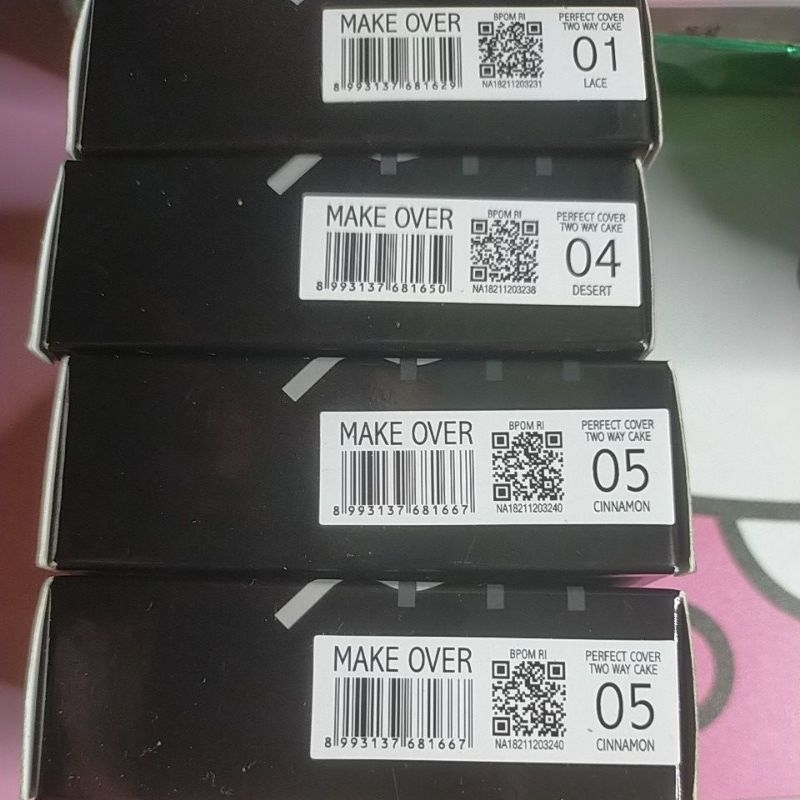 MAKE OVER
8 993137 681629
BPOM RI
NA18211203231
PERFECT COVER
TWO WAY CAKE
01
LACE
MAKE OVER
8 993137 681650
BPOM RI
NA18211203238
PERFECT COVER
TWO WAY CAKE
04
DESERT
MAKE OVER
8 993137 681667
BPOM RI
NA18211203240
PERFECT COVER
TWO WAY CAKE
05
CINNAMON
MAKE OVER
8 993137 681667
BPOM RI
NA18211203240
PERFECT COVER
TWO WAY CAKE
05
CINNAMON